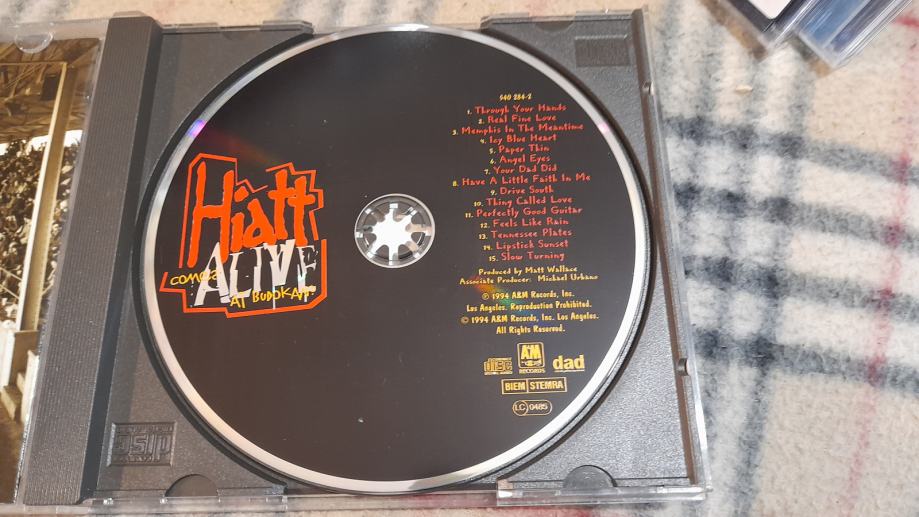 Hiatt
comes
ALIVE
AT BUDOKAN?
540 284-2
1. Through Your Hands
2. Real Fine Love
3. Memphis In The Meantime
4. Icy Blue Heart
5. Paper Thin
6. Angel Eyes
7. Your Dad Did
8. Have A Little Faith In Me
9. Drive South
10. Thing Called Love
11. Perfectly Good Guitar
12. Feels Like Rain
13. Tennessee Plates
14. Lipstick Sunset
15. Slow Turning
Produced by Matt Wallace
Associate Producer: Michael Urbano
℗ 1994 A&M Records, Inc.
Los Angeles. Reproduction Prohibited.
© 1994 A&M Records, Inc. Los Angeles.
All Rights Reserved.
disc
A&M
RECORDS
dad
BIEM STEMRA
LC 0485